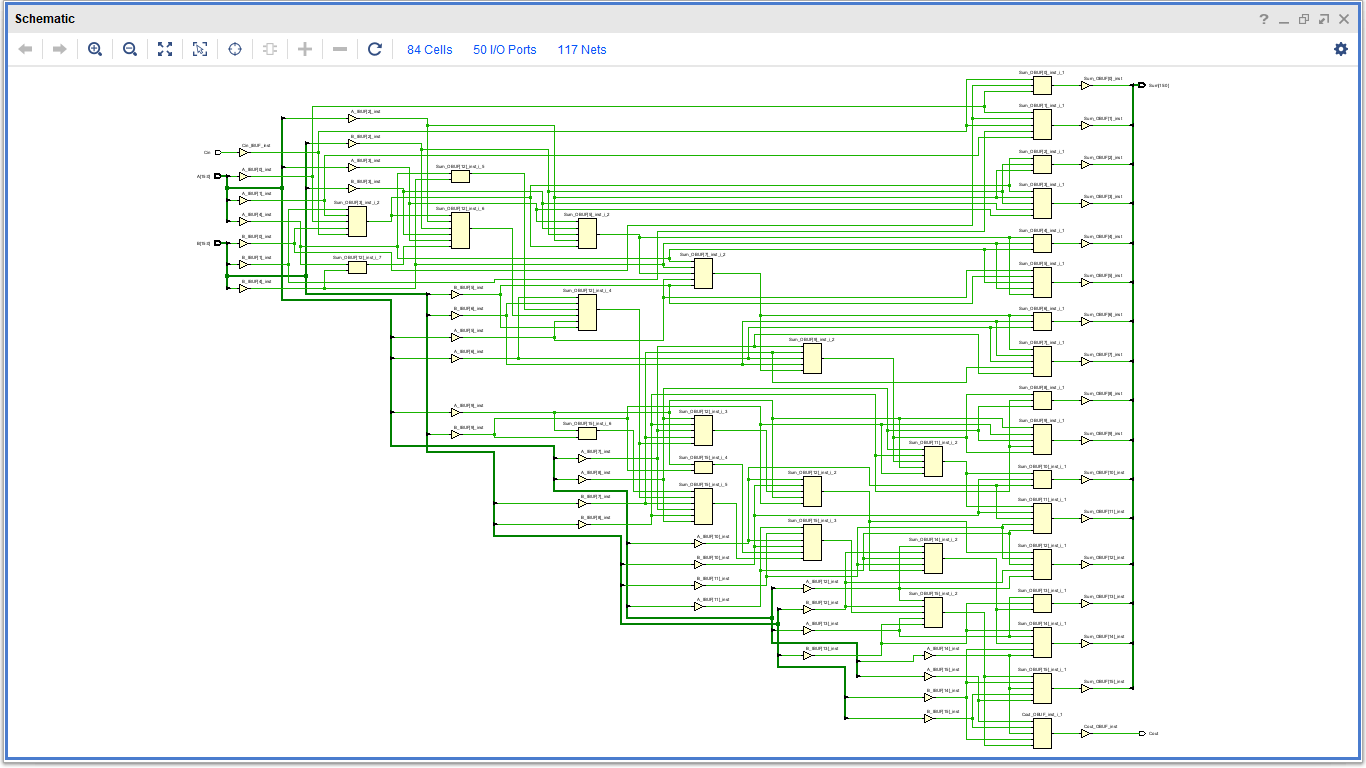 Schematic
84 Cells
50 I/O Ports
117 Nets
Sum_OBUF[0]_inst_i_1
Sum_OBUF[0]_inst
Sum[15:0]
A_IBUF[2]_inst
Sum_OBUF[1]_inst_i_1
Sum_OBUF[1]_inst
B_IBUF[2]_inst
Cin
Cin_IBUF_inst
Sum_OBUF[2]_inst_i_1
Sum_OBUF[2]_inst
A[15:0]
A_IBUF[0]_inst
A_IBUF[3]_inst
Sum_OBUF[12]_inst_i_5
B_IBUF[3]_inst
Sum_OBUF[3]_inst_i_1
Sum_OBUF[3]_inst
A_IBUF[1]_inst
Sum_OBUF[3]_inst_i_2
Sum_OBUF[12]_inst_i_6
A_IBUF[4]_inst
Sum_OBUF[5]_inst_i_2
Sum_OBUF[4]_inst_i_1
Sum_OBUF[4]_inst
B[15:0]
B_IBUF[0]_inst
B_IBUF[1]_inst
Sum_OBUF[12]_inst_i_7
Sum_OBUF[7]_inst_i_2
Sum_OBUF[5]_inst_i_1
Sum_OBUF[5]_inst
B_IBUF[4]_inst
B_IBUF[5]_inst
Sum_OBUF[12]_inst_i_4
B_IBUF[6]_inst
Sum_OBUF[6]_inst_i_1
Sum_OBUF[6]_inst
A_IBUF[5]_inst
Sum_OBUF[9]_inst_i_2
Sum_OBUF[7]_inst_i_1
Sum_OBUF[7]_inst
A_IBUF[6]_inst
Sum_OBUF[8]_inst_i_1
Sum_OBUF[8]_inst
A_IBUF[9]_inst
Sum_OBUF[12]_inst_i_3
B_IBUF[9]_inst
Sum_OBUF[15]_inst_i_6
Sum_OBUF[9]_inst_i_1
Sum_OBUF[9]_inst
Sum_OBUF[11]_inst_i_2
A_IBUF[7]_inst
Sum_OBUF[15]_inst_i_4
A_IBUF[8]_inst
Sum_OBUF[12]_inst_i_2
Sum_OBUF[10]_inst_i_1
Sum_OBUF[10]_inst
Sum_OBUF[15]_inst_i_5
B_IBUF[7]_inst
B_IBUF[8]_inst
Sum_OBUF[11]_inst_i_1
Sum_OBUF[11]_inst
Sum_OBUF[15]_inst_i_3
A_IBUF[10]_inst
Sum_OBUF[14]_inst_i_2
Sum_OBUF[12]_inst_i_1
Sum_OBUF[12]_inst
B_IBUF[10]_inst
B_IBUF[11]_inst
A_IBUF[12]_inst
Sum_OBUF[15]_inst_i_2
Sum_OBUF[13]_inst_i_1
Sum_OBUF[13]_inst
A_IBUF[11]_inst
B_IBUF[12]_inst
A_IBUF[13]_inst
Sum_OBUF[14]_inst_i_1
Sum_OBUF[14]_inst
B_IBUF[13]_inst
A_IBUF[14]_inst
A_IBUF[15]_inst
Sum_OBUF[15]_inst_i_1
Sum_OBUF[15]_inst
B_IBUF[14]_inst
B_IBUF[15]_inst
Cout_OBUF_inst_i_1
Cout_OBUF_inst
Cout